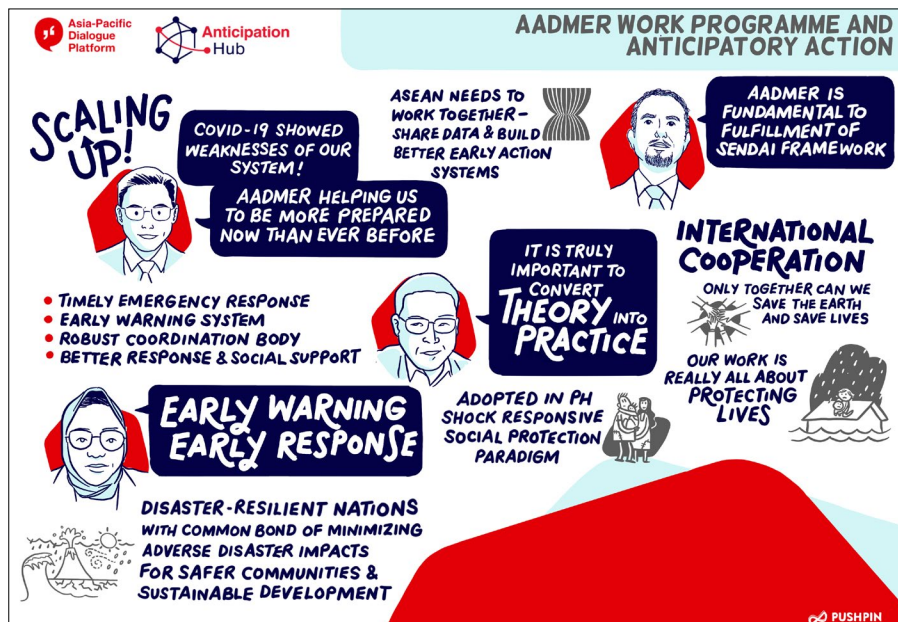 Asia-Pacific
Dialogue
Platform
Anticipation
Hub
AADMER WORK PROGRAMME AND
ANTICIPATORY ACTION
SCALING
UP!
COVID-19 SHOWED
WEAKNESSES OF OUR
SYSTEM!
AADMER HELPING US
TO BE MORE PREPARED
NOW THAN EVER BEFORE
• TIMELY EMERGENCY RESPONSE
• EARLY WARNING SYSTEM
• ROBUST COORDINATION BODY
• BETTER RESPONSE & SOCIAL SUPPORT
ASEAN NEEDS TO
WORK TOGETHER-
SHARE DATA & BUILD
BETTER EARLY ACTION
SYSTEMS
AADMER IS
FUNDAMENTAL TO
FULFILLMENT OF
SENDAI FRAMEWORK
IT IS TRULY
IMPORTANT TO
CONVERT
THEORY INTO
PRACTICE
INTERNATIONAL
COOPERATION
ONLY TOGETHER CAN WE
SAVE THE EARTH
AND SAVE LIVES
OUR WORK IS
REALLY ALL ABOUT
PROTECTING
LIVES
EARLY WARNING
EARLY RESPONSE
ADOPTED IN PH
SHOCK RESPONSIVE
SOCIAL PROTECTION
PARADIGM
DISASTER-RESILIENT NATIONS
WITH COMMON BOND OF MINIMIZING
ADVERSE DISASTER IMPACTS
FOR SAFER COMMUNITIES &
SUSTAINABLE DEVELOPMENT
PUSHPIN